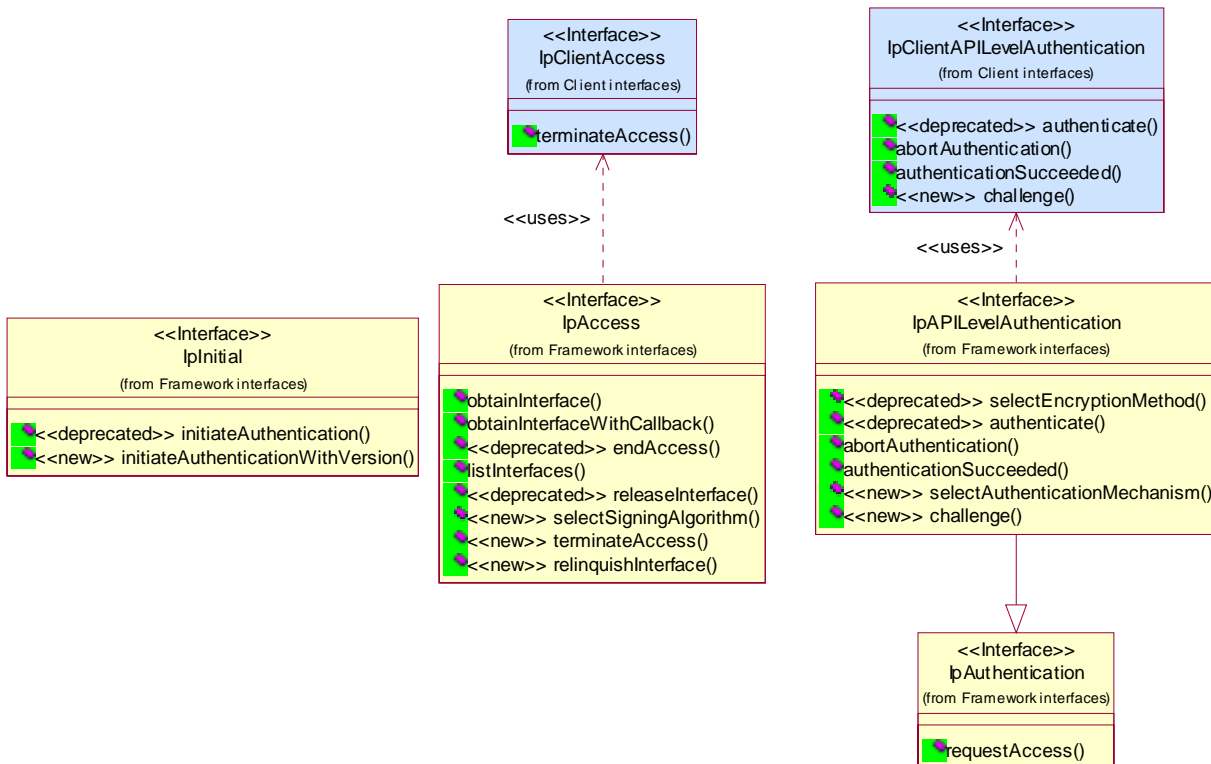 <<Interface>>
IpClientAccess
(from Client interfaces)
terminateAccess()
<<uses>>
<<Interface>>
IpClientAPILevelAuthentication
(from Client interfaces)
<<deprecated>> authenticate()
abortAuthentication()
authenticationSucceeded()
<<new>> challenge()
<<uses>>
<<Interface>>
IpInitial
(from Framework interfaces)
<<deprecated>> initiateAuthentication()
<<new>> initiateAuthenticationWithVersion()
<<Interface>>
IpAccess
(from Framework interfaces)
obtainInterface()
obtainInterfaceWithCallback()
<<deprecated>> endAccess()
listInterfaces()
<<deprecated>> releaseInterface()
<<new>> selectSigningAlgorithm()
<<new>> terminateAccess()
<<new>> relinquishInterface()
<<Interface>>
IpAPILevelAuthentication
(from Framework interfaces)
<<deprecated>> selectEncryptionMethod()
<<deprecated>> authenticate()
abortAuthentication()
authenticationSucceeded()
<<new>> selectAuthenticationMechanism()
<<new>> challenge()
<<Interface>>
IpAuthentication
(from Framework interfaces)
requestAccess()